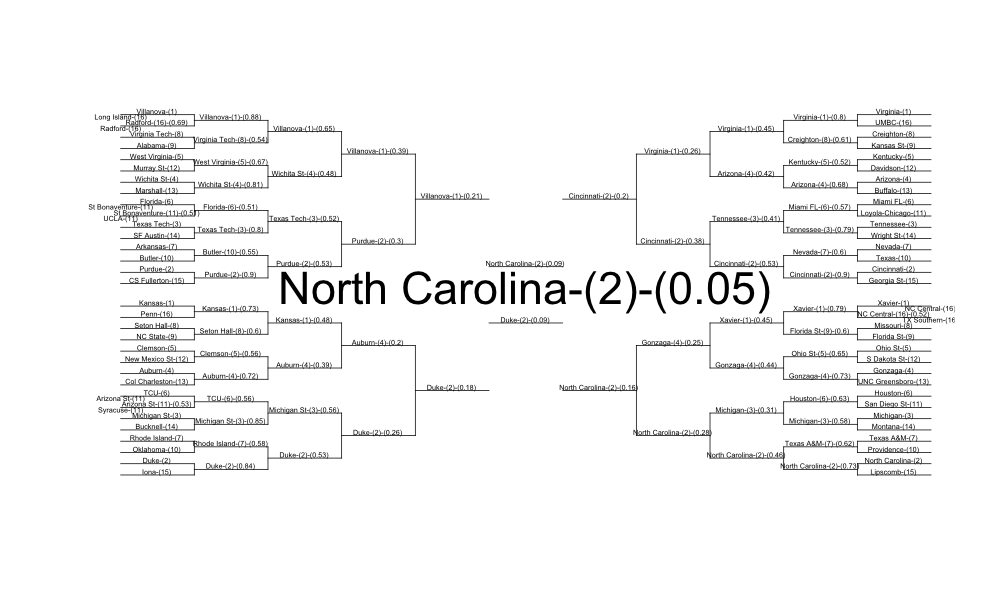 Villanova-(1)
Long Island-(16)
Radford-(16)-(0.69)
Radford-(16)
Virginia Tech-(8)
Alabama-(9)
West Virginia-(5)
Murray St-(12)
Wichita St-(4)
Marshall-(13)
Florida-(6)
St Bonaventure-(11)
St Bonaventure-(11)-(0.51)
UCLA-(11)
Texas Tech-(3)
SF Austin-(14)
Arkansas-(7)
Butler-(10)
Purdue-(2)
CS Fullerton-(15)
Kansas-(1)
Penn-(16)
Seton Hall-(8)
NC State-(9)
Clemson-(5)
New Mexico St-(12)
Auburn-(4)
Col Charleston-(13)
TCU-(6)
Arizona St-(11)
Arizona St-(11)-(0.53)
Syracuse-(11)
Michigan St-(3)
Bucknell-(14)
Rhode Island-(7)
Oklahoma-(10)
Duke-(2)
Iona-(15)
Villanova-(1)-(0.88)
Virginia Tech-(8)-(0.54)
West Virginia-(5)-(0.67)
Wichita St-(4)-(0.81)
Florida-(6)-(0.51)
Texas Tech-(3)-(0.8)
Butler-(10)-(0.55)
Purdue-(2)-(0.9)
Kansas-(1)-(0.73)
Seton Hall-(8)-(0.6)
Clemson-(5)-(0.56)
Auburn-(4)-(0.72)
TCU-(6)-(0.56)
Michigan St-(3)-(0.85)
Rhode Island-(7)-(0.58)
Duke-(2)-(0.84)
Villanova-(1)-(0.65)
Wichita St-(4)-(0.48)
Texas Tech-(3)-(0.52)
Purdue-(2)-(0.53)
Kansas-(1)-(0.48)
Auburn-(4)-(0.39)
Michigan St-(3)-(0.56)
Duke-(2)-(0.53)
Villanova-(1)-(0.39)
Purdue-(2)-(0.3)
Auburn-(4)-(0.2)
Duke-(2)-(0.26)
Villanova-(1)-(0.21)
Duke-(2)-(0.18)
North Carolina-(2)-(0.09)
North Carolina-(2)-(0.05)
Duke-(2)-(0.09)
Cincinnati-(2)-(0.2)
North Carolina-(2)-(0.16)
Virginia-(1)-(0.26)
Cincinnati-(2)-(0.38)
Gonzaga-(4)-(0.25)
North Carolina-(2)-(0.28)
Virginia-(1)-(0.45)
Arizona-(4)-(0.42)
Tennessee-(3)-(0.41)
Cincinnati-(2)-(0.53)
Xavier-(1)-(0.45)
Gonzaga-(4)-(0.44)
Michigan-(3)-(0.31)
North Carolina-(2)-(0.46)
Virginia-(1)-(0.8)
Creighton-(8)-(0.61)
Kentucky-(5)-(0.52)
Arizona-(4)-(0.68)
Miami FL-(6)-(0.57)
Tennessee-(3)-(0.79)
Nevada-(7)-(0.6)
Cincinnati-(2)-(0.9)
Xavier-(1)-(0.79)
Florida St-(9)-(0.6)
Ohio St-(5)-(0.65)
Gonzaga-(4)-(0.73)
Houston-(6)-(0.63)
Michigan-(3)-(0.58)
Texas A&M-(7)-(0.62)
North Carolina-(2)-(0.73)
Virginia-(1)
UMBC-(16)
Creighton-(8)
Kansas St-(9)
Kentucky-(5)
Davidson-(12)
Arizona-(4)
Buffalo-(13)
Miami FL-(6)
Loyola-Chicago-(11)
Tennessee-(3)
Wright St-(14)
Nevada-(7)
Texas-(10)
Cincinnati-(2)
Georgia St-(15)
Xavier-(1)
NC Central-(16)
NC Central-(16)-(0.52)
TX Southern-(16
Missouri-(8)
Florida St-(9)
Ohio St-(5)
S Dakota St-(12)
Gonzaga-(4)
UNC Greensboro-(13)
Houston-(6)
San Diego St-(11)
Michigan-(3)
Montana-(14)
Texas A&M-(7)
Providence-(10)
North Carolina-(2)
Lipscomb-(15)